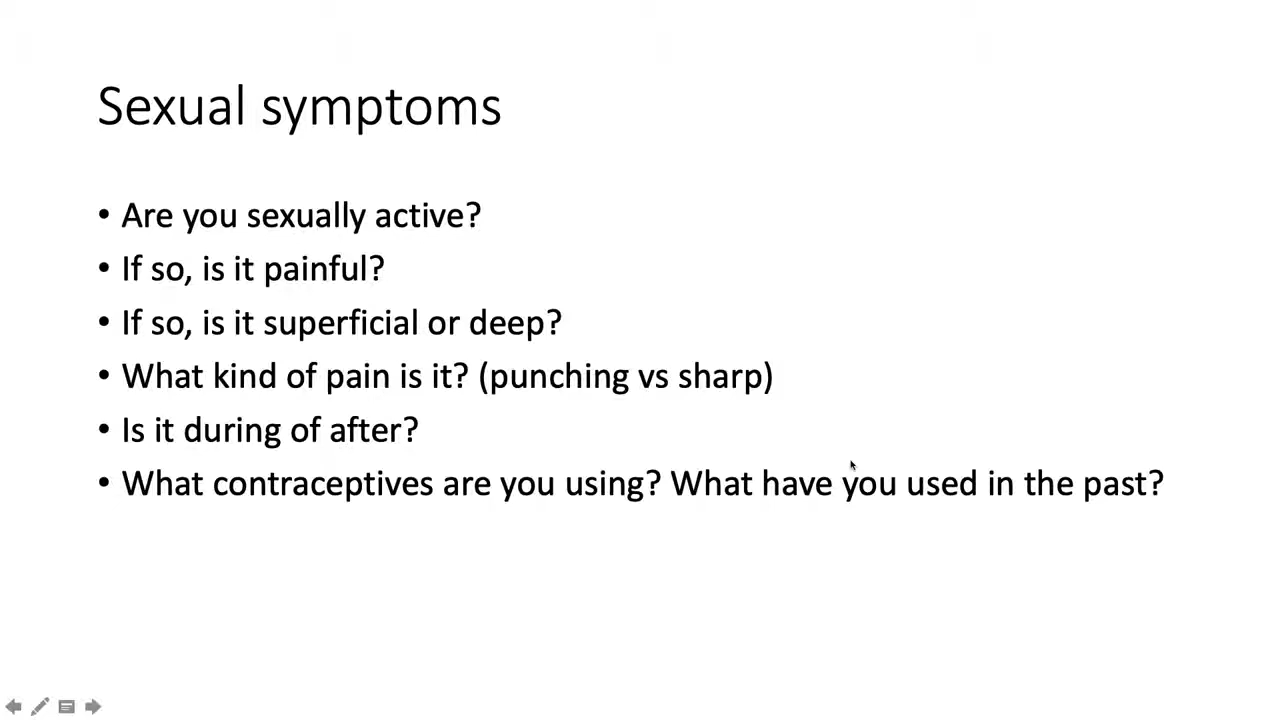 Sexual symptoms
• Are you sexually active?
• If so, is it painful?
• If so, is it superficial or deep?
• What kind of pain is it? (punching vs sharp)
• Is it during of after?
• What contraceptives are you using? What have you used in the past?